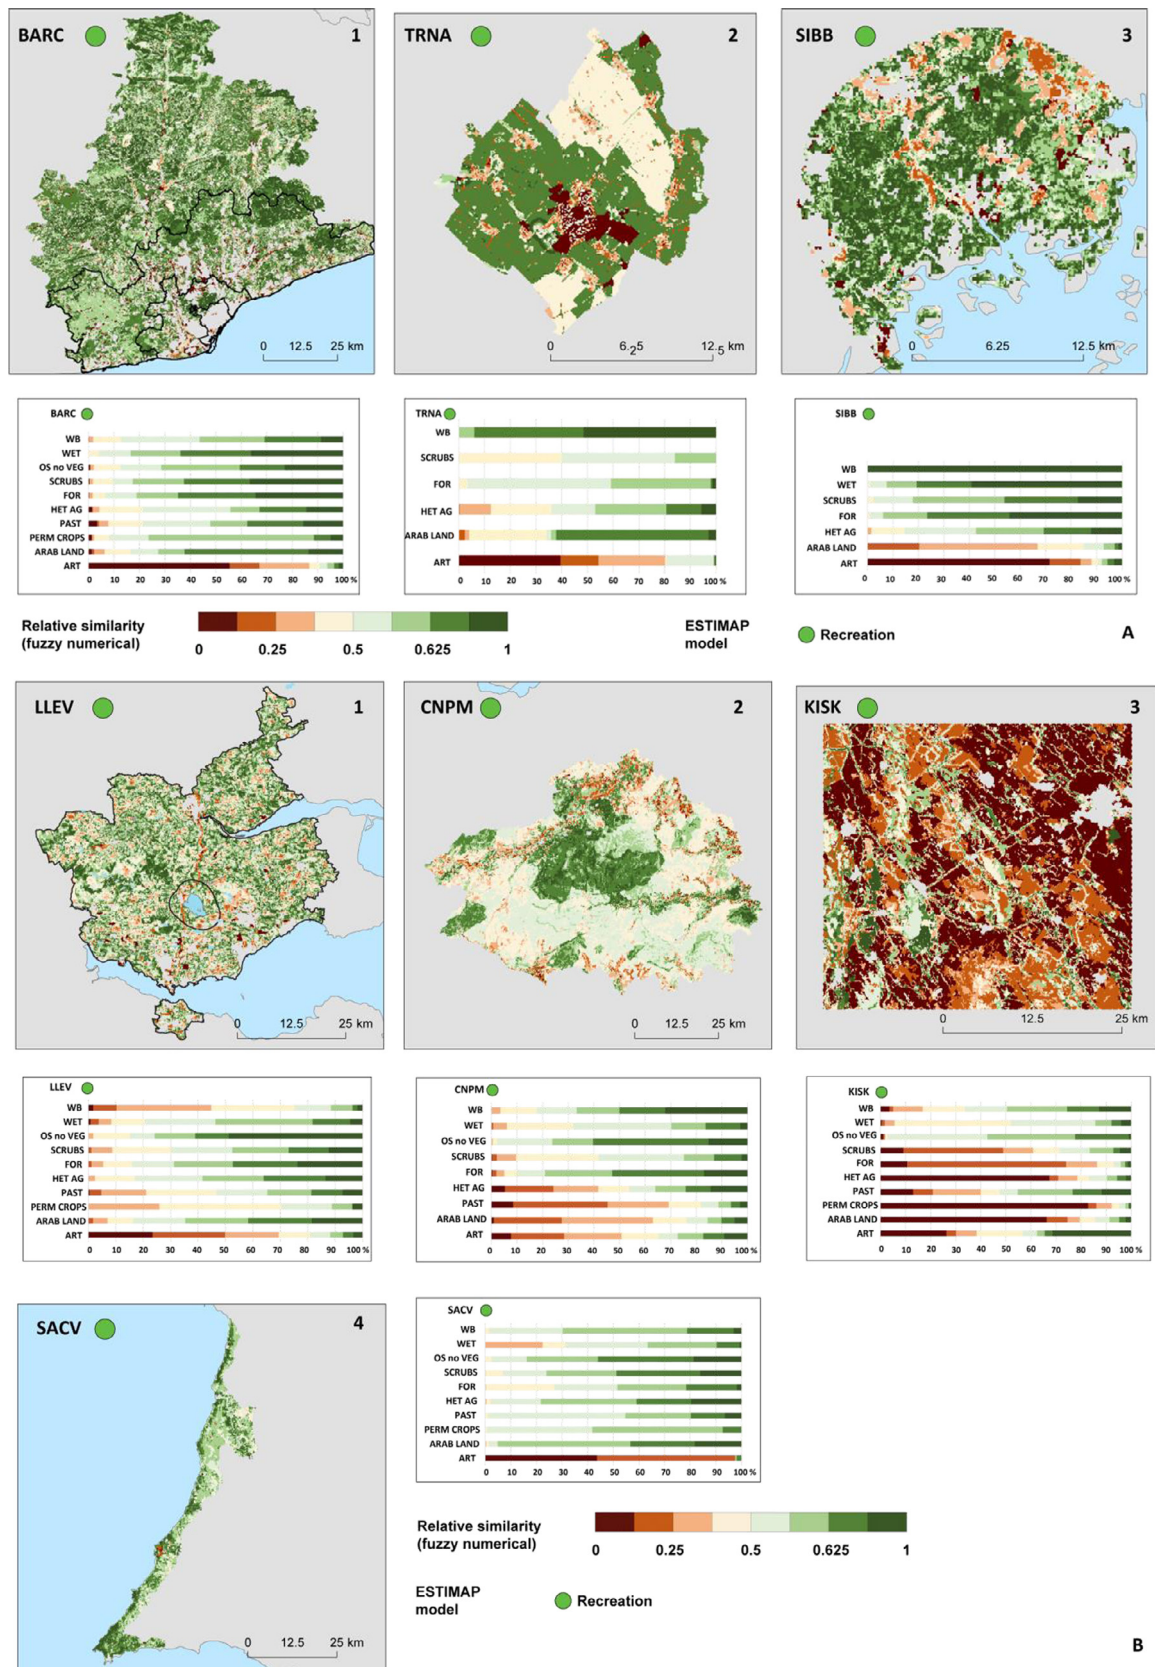 BARC 1
TRNA 2
SIBB 3
0 12.5 25 km
0 6.25 12.5 km
0 6.25 12.5 km
BARC
WB
WET
OS no VEG
SCRUBS
FOR
HET AG
PAST
PERM CROPS
ARAB LAND
ART
0 10 20 30 40 50 60 70 80 90 100 %
TRNA
WB
SCRUBS
FOR
HET AG
ARAB LAND
ART
0 10 20 30 40 50 60 70 80 90 100 %
SIBB
WB
WET
SCRUBS
FOR
HET AG
ARAB LAND
ART
0 10 20 30 40 50 60 70 80 90 100 %
Relative similarity
(fuzzy numerical)
0 0.25 0.5 0.625 1
ESTIMAP
model
Recreation
A
LLEV 1
CNPM 2
KISK 3
0 12.5 25 km
0 12.5 25 km
0 12.5 25 km
LLEV
WB
WET
OS no VEG
SCRUBS
FOR
HET AG
PAST
PERM CROPS
ARAB LAND
ART
0 10 20 30 40 50 60 70 80 90 100 %
CNPM
WB
WET
OS no VEG
SCRUBS
FOR
HET AG
PAST
ARAB LAND
ART
0 10 20 30 40 50 60 70 80 90 100 %
KISK
WB
WET
OS no VEG
SCRUBS
FOR
HET AG
PAST
PERM CROPS
ARAB LAND
ART
0 10 20 30 40 50 60 70 80 90 100 %
SACV 4
0 12.5 25 km
SACV
WB
WET
OS no VEG
SCRUBS
FOR
HET AG
PAST
PERM CROPS
ARAB LAND
ART
0 10 20 30 40 50 60 70 80 90 100 %
Relative similarity
(fuzzy numerical)
0 0.25 0.5 0.625 1
ESTIMAP
model
Recreation
B